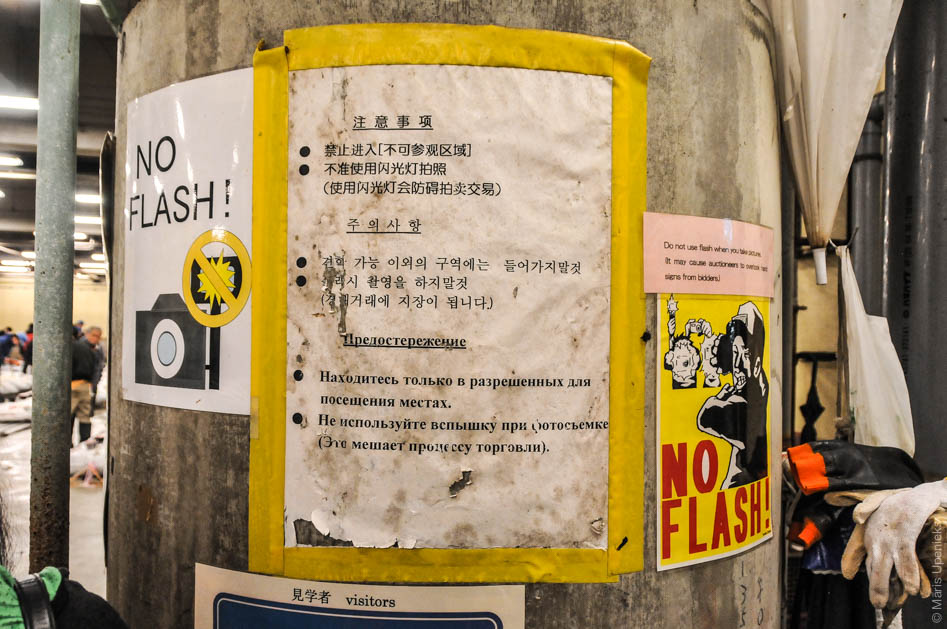 NO
FLASH!
注意事项
● 禁止进入[不可参观区域]
● 不准使用闪光灯拍照
(使用闪光灯会防碍拍卖交易)
주의사항
● 견학 가능 이외의 구역에는 들어가지말것
● 촬영을 하지말것
(경매거래에 지장이 됩니다.)
Предостережение
● Находитесь только в разрешенных для
посещения местах.
● Не используйте вспышку при фотосъемке
(Это мешает процессу торговли).
Do not use flash when you take pictures.
(It may cause auctioneers to overlook hand
signs from bidders.)
NO
FLASH!
見学者 visitors
© Maris Upenieks